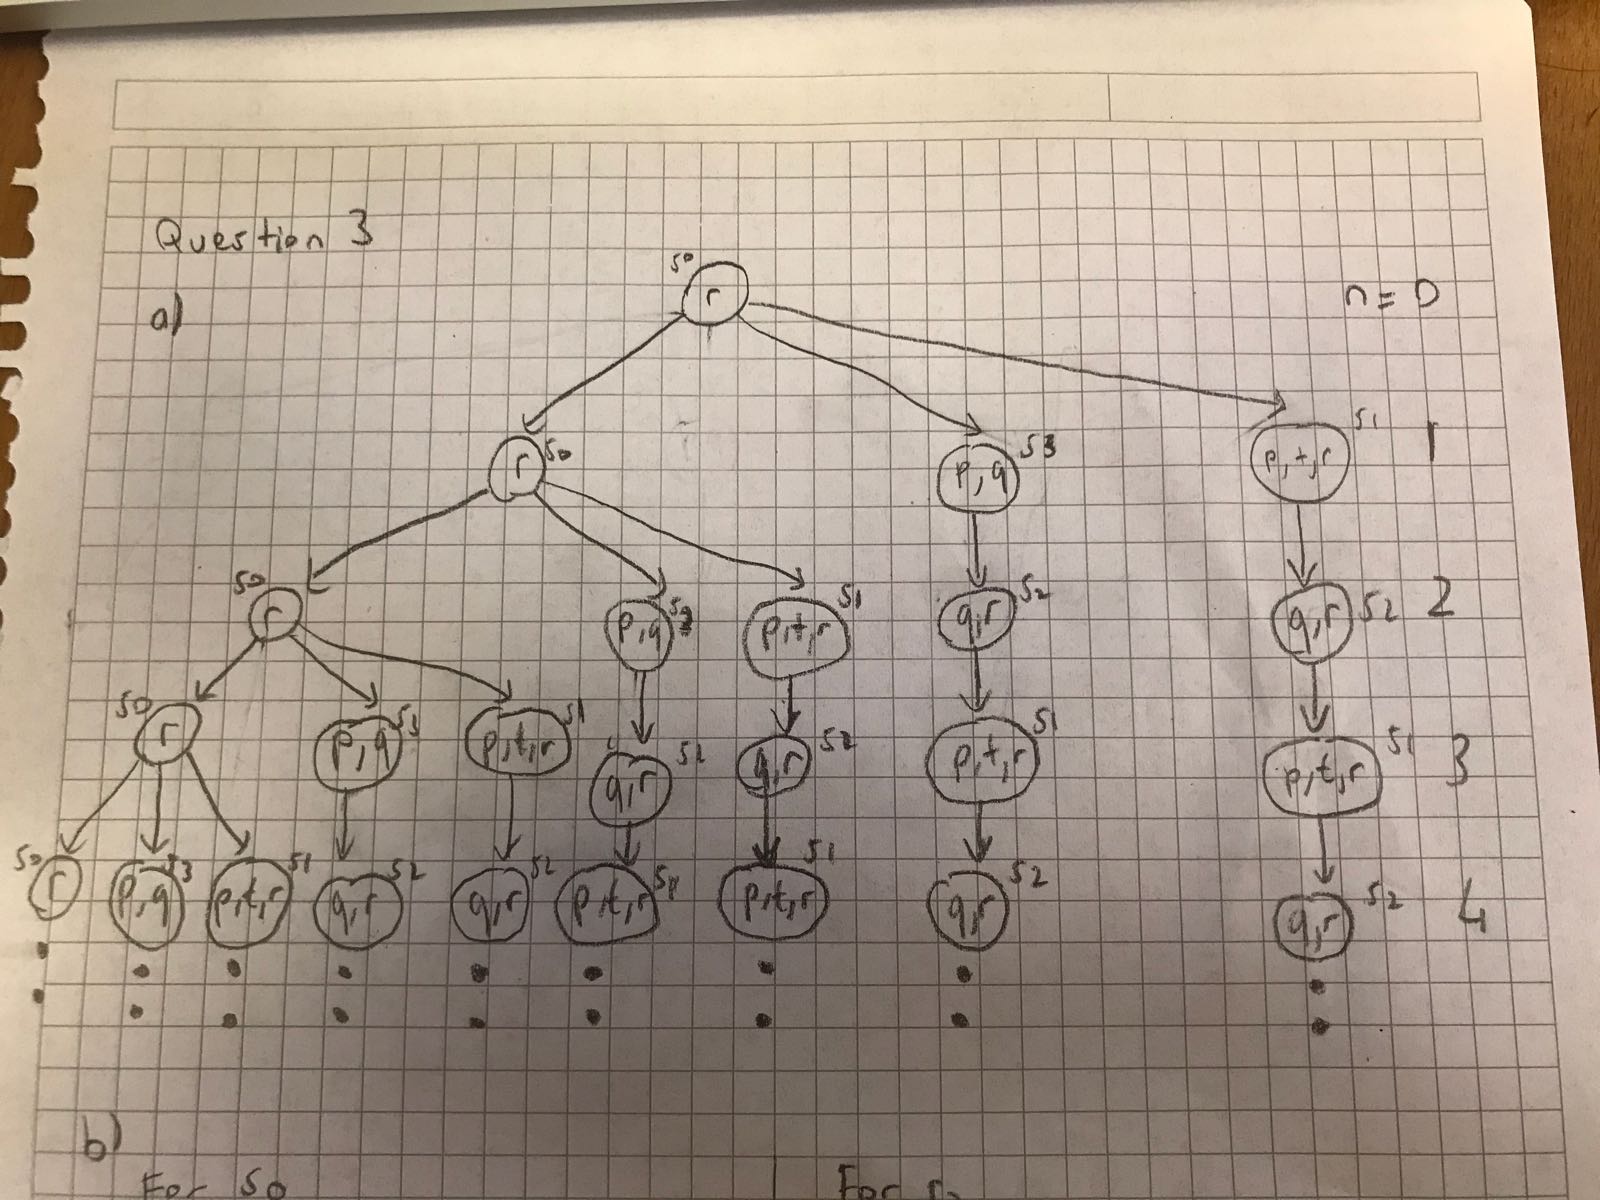 Question 3
a)
s0
r
n = 0
r s0
p,q s3
p,t,r s1
1
s0
r
p,q s3
p,t,r s1
q,r s2
q,r s2
2
s0
r
p,q s3
p,t,r s1
q,r s2
q,r s2
p,t,r s1
p,t,r s1
3
s0
r
p,q s3
p,t,r s1
q,r s2
q,r s2
p,t,r s1
p,t,r s1
q,r s2
q,r s2
4
b)
For s0
For